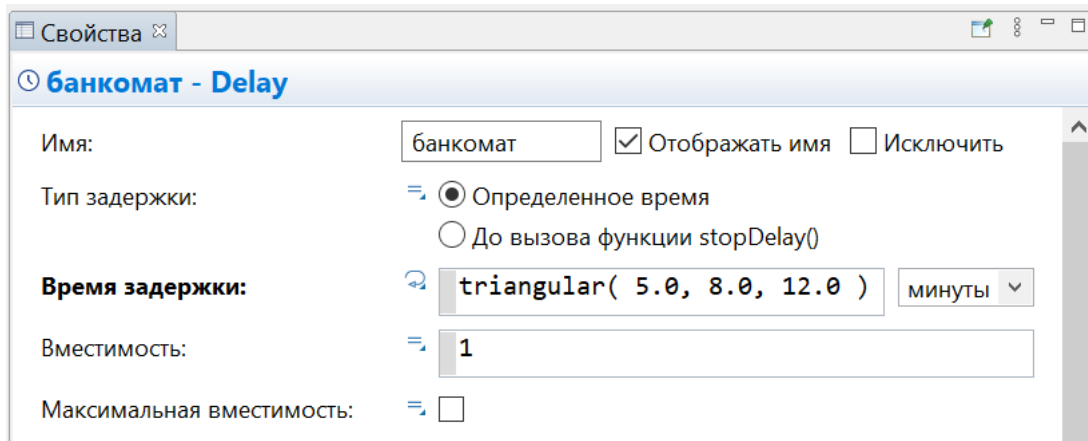 Свойства
банкомат - Delay
Имя: банкомат Отображать имя Исключить
Тип задержки: Определенное время
До вызова функции stopDelay()
Время задержки: triangular( 5.0, 8.0, 12.0 ) минуты
Вместимость: 1
Максимальная вместимость: